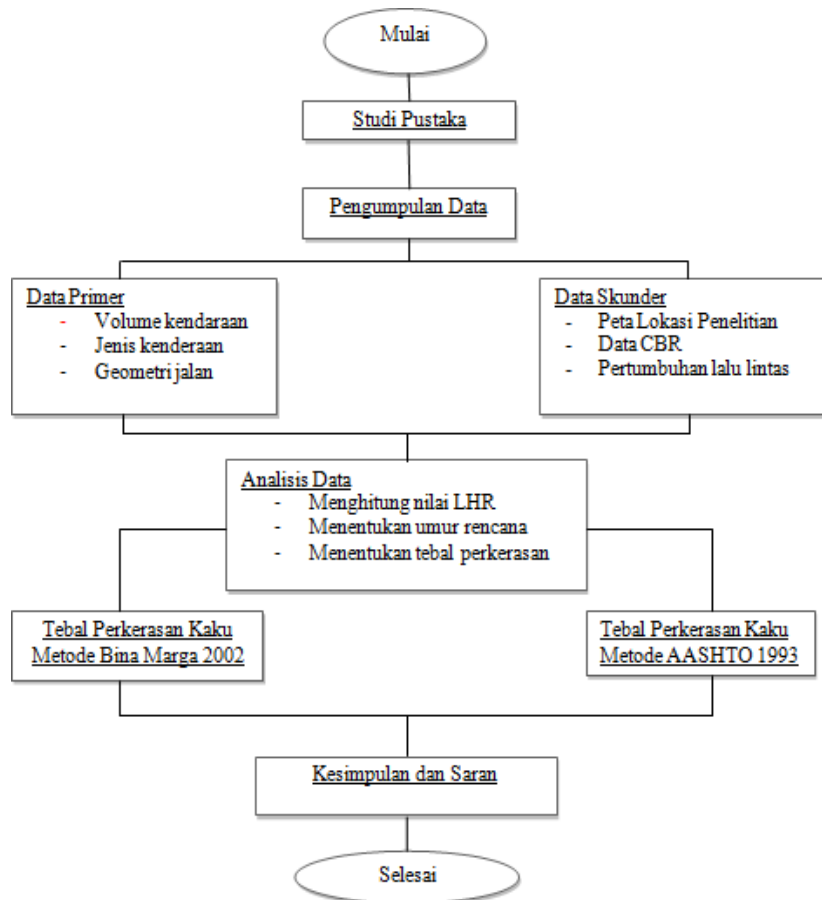 Mulai
Studi Pustaka
Pengumpulan Data
Data Primer
- Volume kendaraan
- Jenis kenderaan
- Geometri jalan
Data Skunder
- Peta Lokasi Penelitian
- Data CBR
- Pertumbuhan lalu lintas
Analisis Data
- Menghitung nilai LHR
- Menentukan umur rencana
- Menentukan tebal perkerasan
Tebal Perkerasan Kaku
Metode Bina Marga 2002
Tebal Perkerasan Kaku
Metode AASHTO 1993
Kesimpulan dan Saran
Selesai